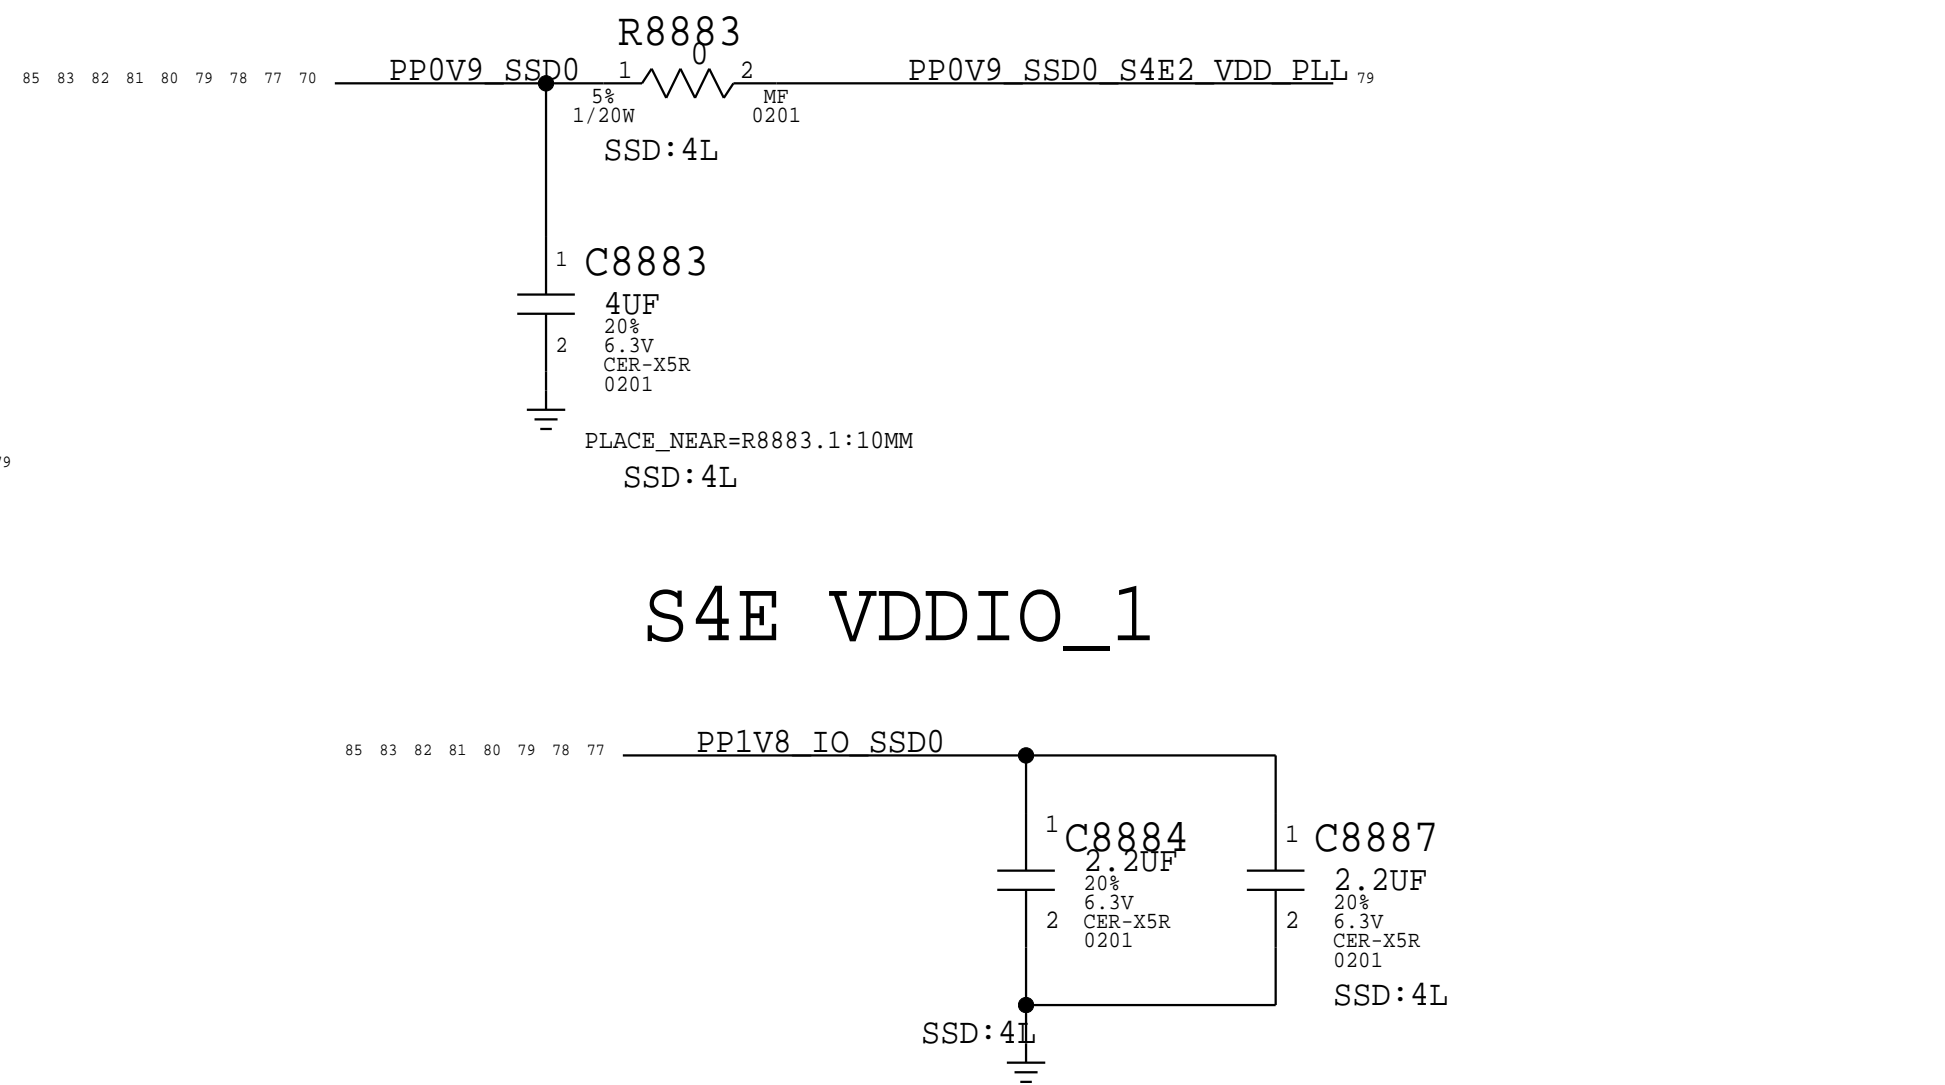 R8883
0
85 83 82 81 80 79 78 77 70 PP0V9_SSD0 1 2 PP0V9_SSD0_S4E2_VDD_PLL 79
5% MF
1/20W 0201
SSD:4L
1 C8883
4UF
20%
2 6.3V
CER-X5R
0201
PLACE_NEAR=R8883.1:10MM
SSD:4L
S4E VDDIO_1
85 83 82 81 80 79 78 77 PP1V8_IO_SSD0
1 C8884 1 C8887
2.2UF 2.2UF
20% 20%
6.3V 6.3V
2 CER-X5R 2 CER-X5R
0201 0201
SSD:4L
SSD:4L